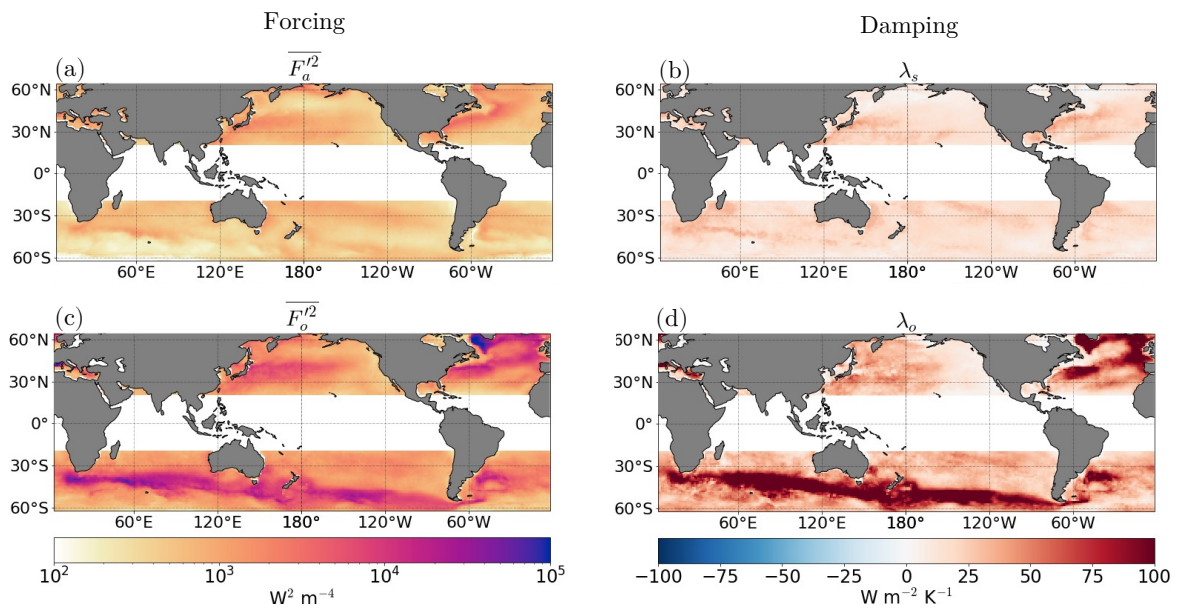 Forcing
Damping
(a) $\overline{F_a'^2}$
(b) λ_s
60°N
30°N
0°
30°S
60°S
60°E 120°E 180° 120°W 60°W
60°N
30°N
0°
30°S
60°S
60°E 120°E 180° 120°W 60°W
(c) $\overline{F_o'^2}$
(d) λ_o
60°N
30°N
0°
30°S
60°S
60°E 120°E 180° 120°W 60°W
60°N
30°N
0°
30°S
60°S
60°E 120°E 180° 120°W 60°W
10² 10³ 10⁴ 10⁵
W² m⁻⁴
−100 −75 −50 −25 0 25 50 75 100
W m⁻² K⁻¹